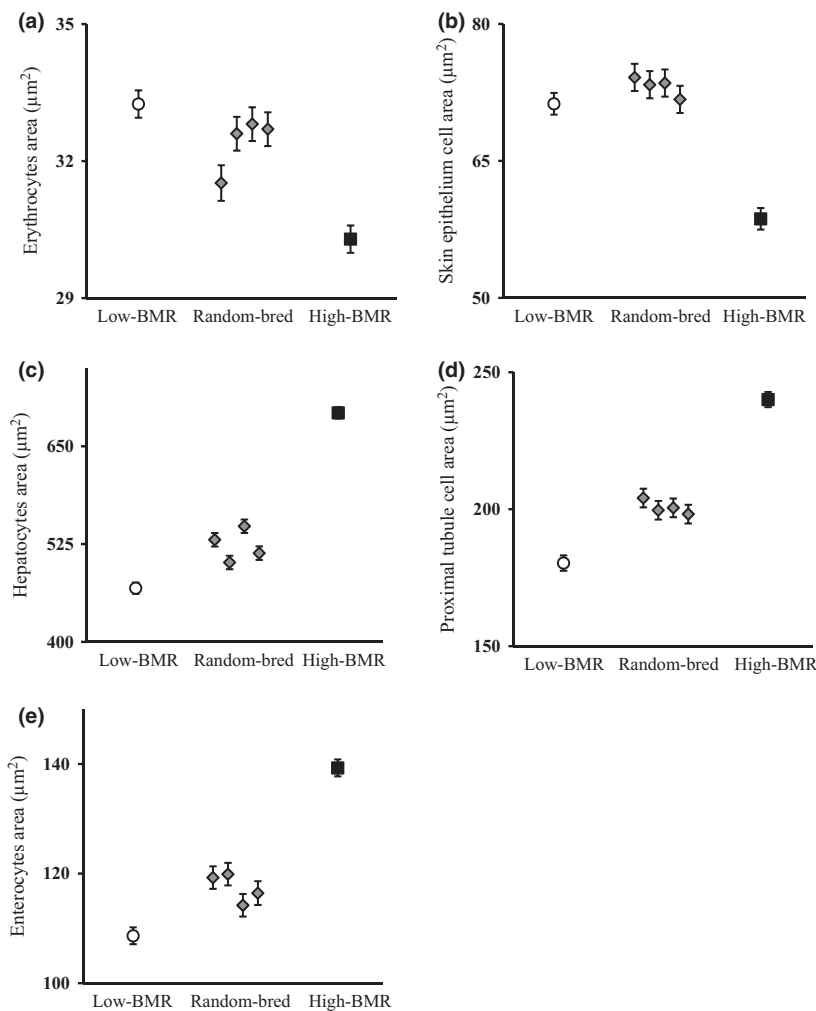 (a)
35
32
29
Erythrocytes area (µm²)
Low-BMR Random-bred High-BMR
(b)
80
65
50
Skin epithelium cell area (µm²)
Low-BMR Random-bred High-BMR
(c)
650
525
400
Hepatocytes area (µm²)
Low-BMR Random-bred High-BMR
(d)
250
200
150
Proximal tubule cell area (µm²)
Low-BMR Random-bred High-BMR
(e)
140
120
100
Enterocytes area (µm²)
Low-BMR Random-bred High-BMR